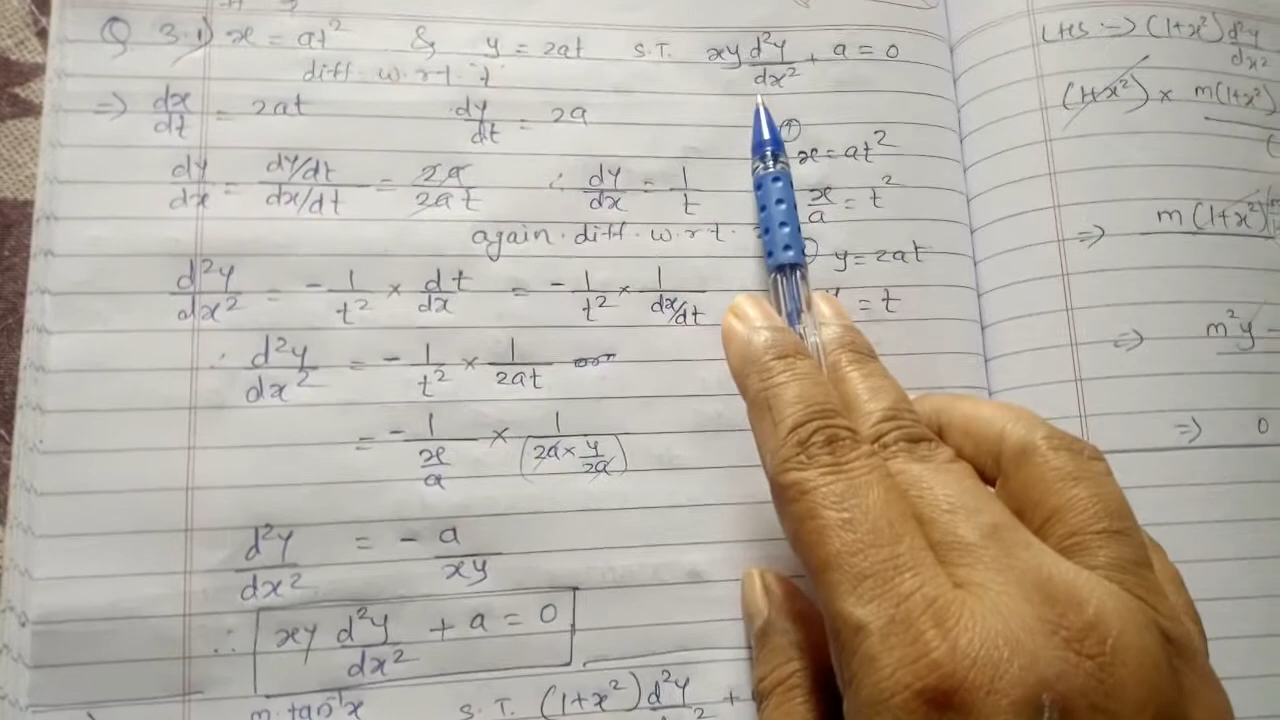 Q 3.1) x = at² & y = 2at S.T. xy d²y/dx² + a = 0
diff. w.r.t. t
⇒ dx/dt = 2at dy/dt = 2a
x = at²
dy/dx = dy/dt / dx/dt = 2a/2at ∴ dy/dx = 1/t
x/a = t²
again diff. w.r.t.
y = 2at
d²y/dx² = - 1/t² × dt/dx = - 1/t² × 1/dx/dt
= t
∴ d²y/dx² = - 1/t² × 1/2at
= - 1/(x/a) × 1/(2a × y/2a)
d²y/dx² = - a/xy
∴ xy d²y/dx² + a = 0
m tan⁻¹x S.T. (1+x²) d²y
LHS :-> (1+x²) d²y/dx²
(1+x²) × m(1+x²)
⇒ m(1+x²)
⇒ m²y -
⇒ 0